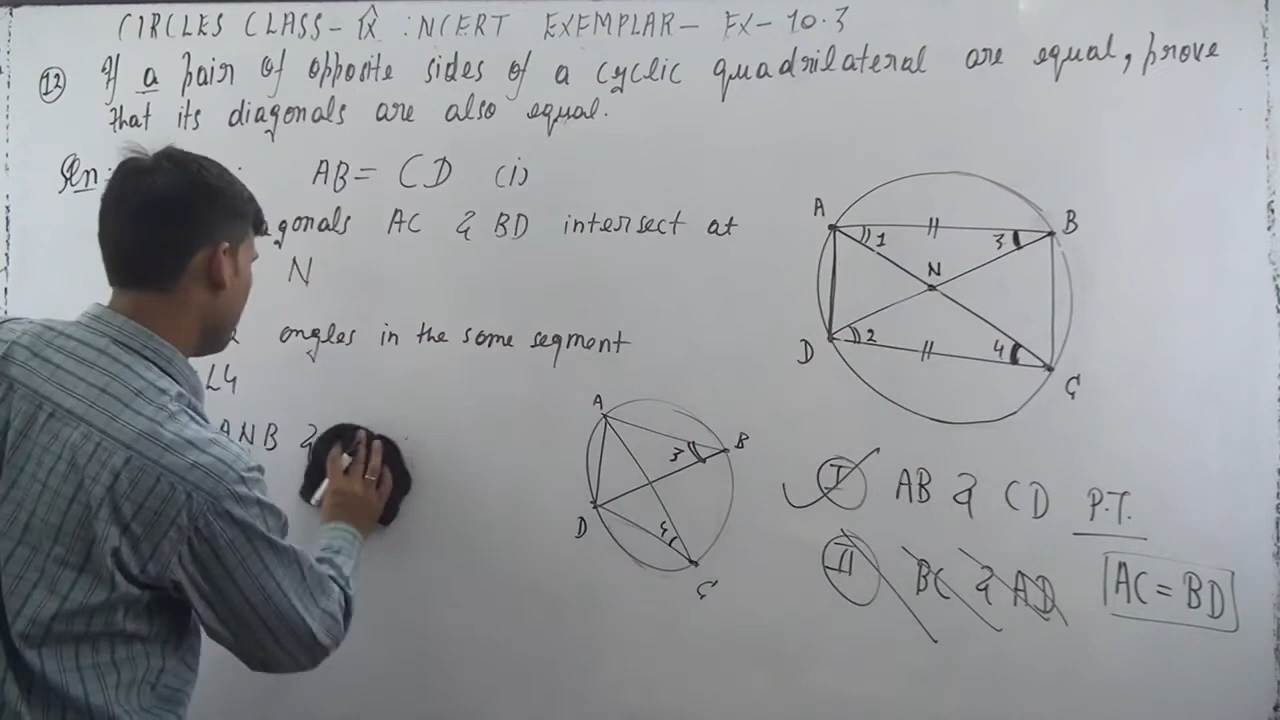 CIRCLES CLASS - IX : NCERT EXEMPLAR - EX - 10.3
12 If a pair of opposite sides of a cyclic quadrilateral are equal, prove
that its diagonals are also equal.
AB = CD (i)
AC & BD intersect at
N
angles in the same segment
∠4
ANB &
A B C D N
1 2 3 4
A B C D
3 4
I AB & CD P.T.
II BC & AD AC = BD